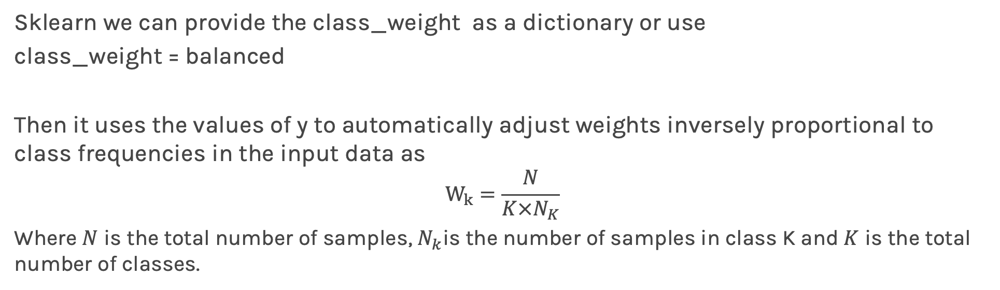 Sklearn we can provide the class_weight as a dictionary or use
class_weight = balanced
Then it uses the values of y to automatically adjust weights inversely proportional to
class frequencies in the input data as
W_k = \frac{N}{K×N_K}
Where N is the total number of samples, N_k is the number of samples in class K and K is the total
number of classes.